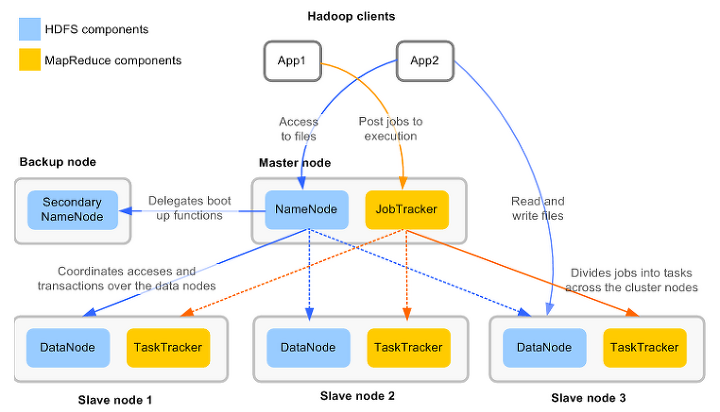 Hadoop clients
HDFS components
MapReduce components
App1
App2
Access
to files
Post jobs to
execution
Backup node
Master node
Secondary
NameNode
Delegates boot
up functions
NameNode
JobTracker
Read and
write files
Coordinates acceses and
transactions over the data nodes
Divides jobs into tasks
across the cluster nodes
DataNode
TaskTracker
DataNode
TaskTracker
DataNode
TaskTracker
Slave node 1
Slave node 2
Slave node 3